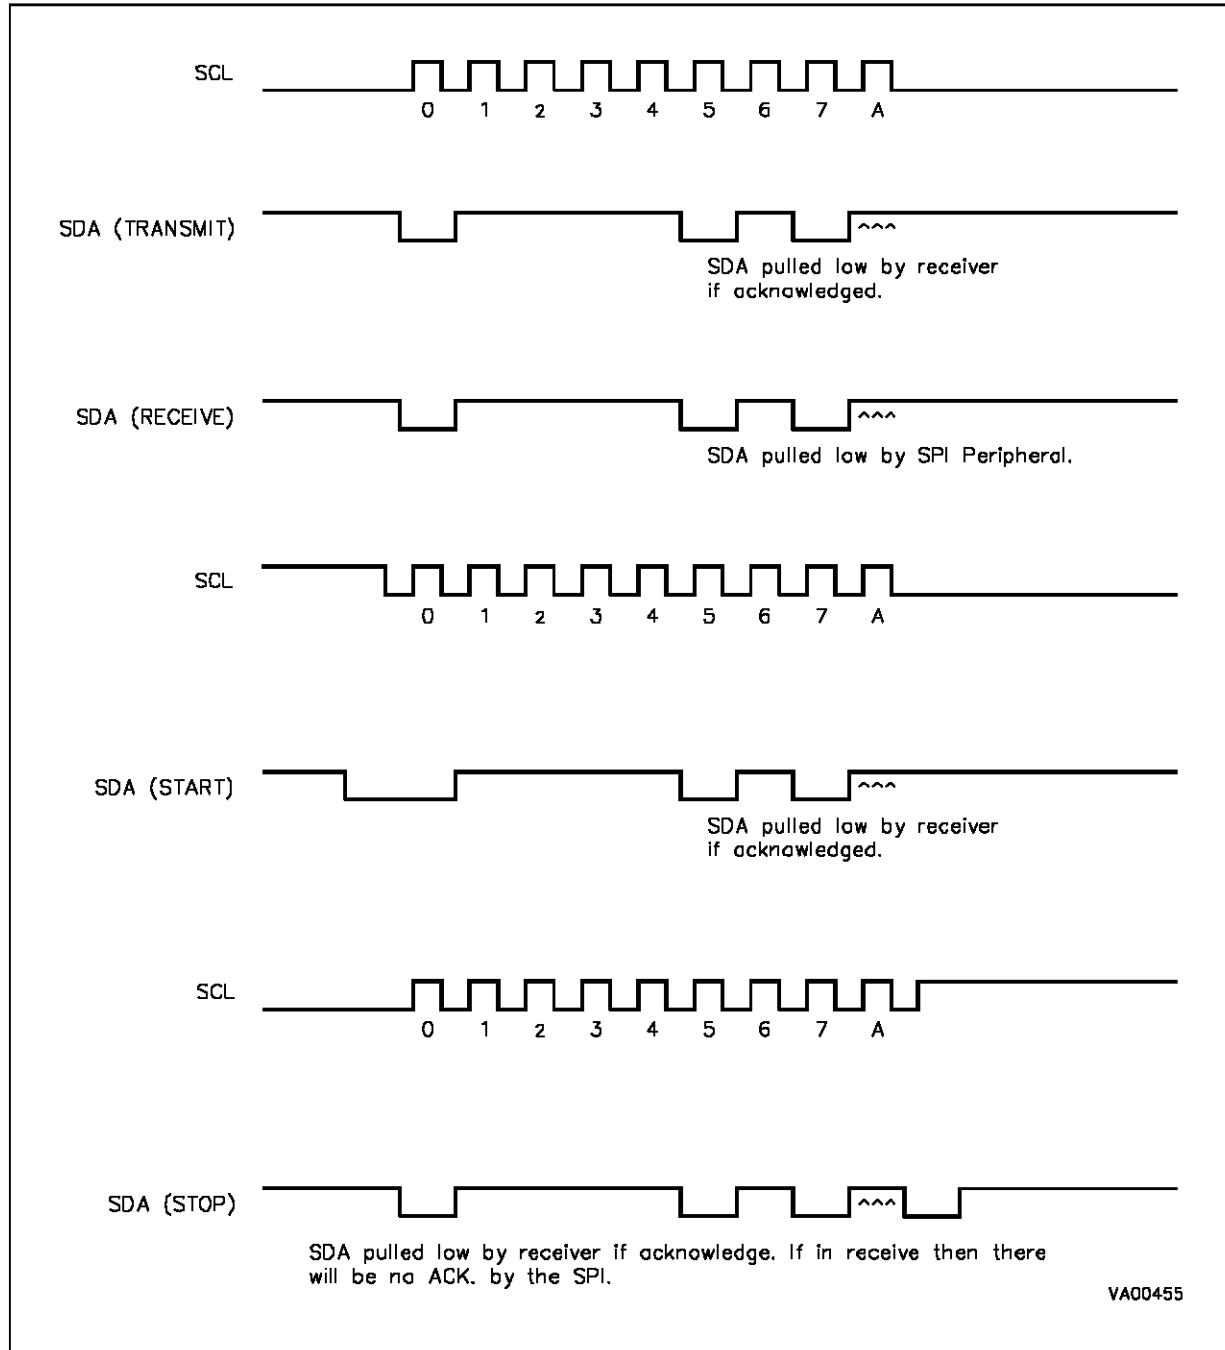 SCL
0 1 2 3 4 5 6 7 A
SDA (TRANSMIT)
^^^
SDA pulled low by receiver
if acknowledged.
SDA (RECEIVE)
^^^
SDA pulled low by SPI Peripheral.
SCL
0 1 2 3 4 5 6 7 A
SDA (START)
^^^
SDA pulled low by receiver
if acknowledged.
SCL
0 1 2 3 4 5 6 7 A
SDA (STOP)
^^^
SDA pulled low by receiver if acknowledge. If in receive then there
will be no ACK. by the SPI.
VA00455